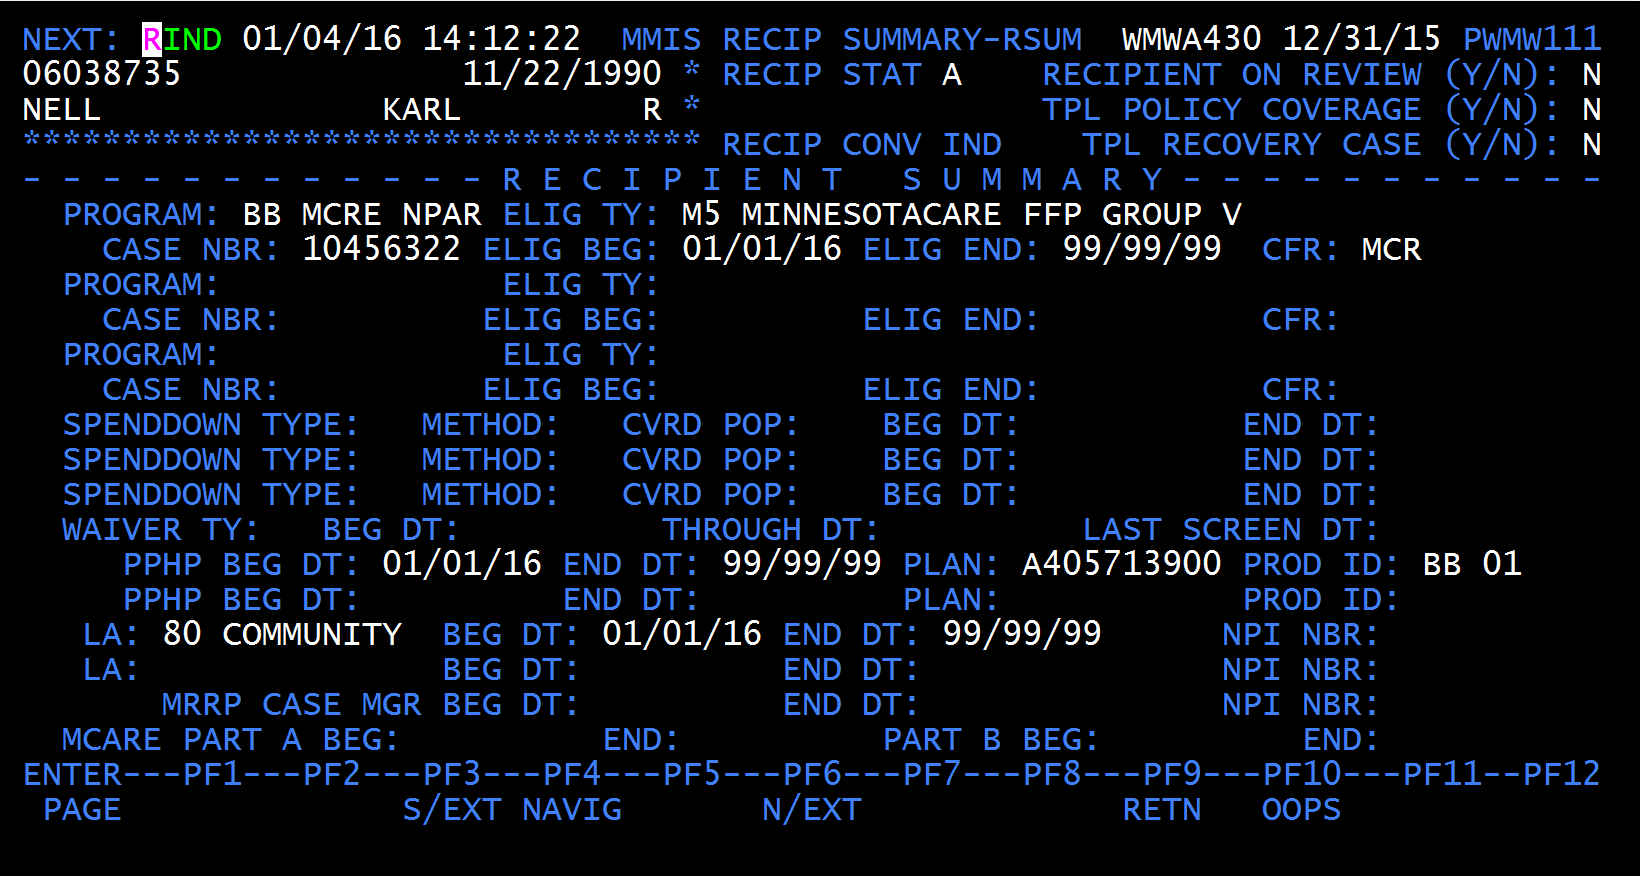 NEXT: RIND 01/04/16 14:12:22 MMIS RECIP SUMMARY-RSUM WMWA430 12/31/15 PWMW111
06038735 11/22/1990 * RECIP STAT A RECIPIENT ON REVIEW (Y/N): N
NELL KARL R * TPL POLICY COVERAGE (Y/N): N
********************************** RECIP CONV IND TPL RECOVERY CASE (Y/N): N
- - - - - - - - - - - - R E C I P I E N T S U M M A R Y - - - - - - - - - - -
PROGRAM: BB MCRE NPAR ELIG TY: M5 MINNESOTACARE FFP GROUP V
CASE NBR: 10456322 ELIG BEG: 01/01/16 ELIG END: 99/99/99 CFR: MCR
PROGRAM: ELIG TY:
CASE NBR: ELIG BEG: ELIG END: CFR:
PROGRAM: ELIG TY:
CASE NBR: ELIG BEG: ELIG END: CFR:
SPENDDOWN TYPE: METHOD: CVRD POP: BEG DT: END DT:
SPENDDOWN TYPE: METHOD: CVRD POP: BEG DT: END DT:
SPENDDOWN TYPE: METHOD: CVRD POP: BEG DT: END DT:
WAIVER TY: BEG DT: THROUGH DT: LAST SCREEN DT:
PPHP BEG DT: 01/01/16 END DT: 99/99/99 PLAN: A405713900 PROD ID: BB 01
PPHP BEG DT: END DT: PLAN: PROD ID:
LA: 80 COMMUNITY BEG DT: 01/01/16 END DT: 99/99/99 NPI NBR:
LA: BEG DT: END DT: NPI NBR:
MRRP CASE MGR BEG DT: END DT: NPI NBR:
MCARE PART A BEG: END: PART B BEG: END:
ENTER---PF1---PF2---PF3---PF4---PF5---PF6---PF7---PF8---PF9---PF10---PF11--PF12
PAGE S/EXT NAVIG N/EXT RETN OOPS